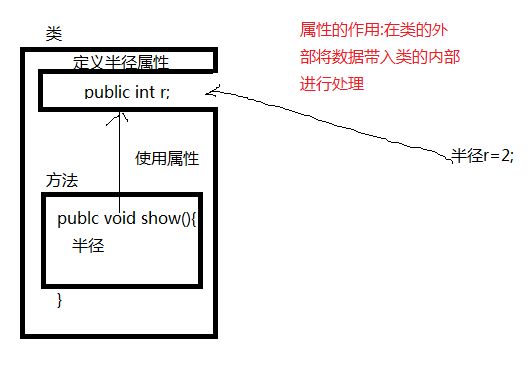 类
属性的作用:在类的外
部将数据带入类的内部
进行处理
定义半径属性
public int r;
半径r=2;
使用属性
方法
publc void show(){
半径
}